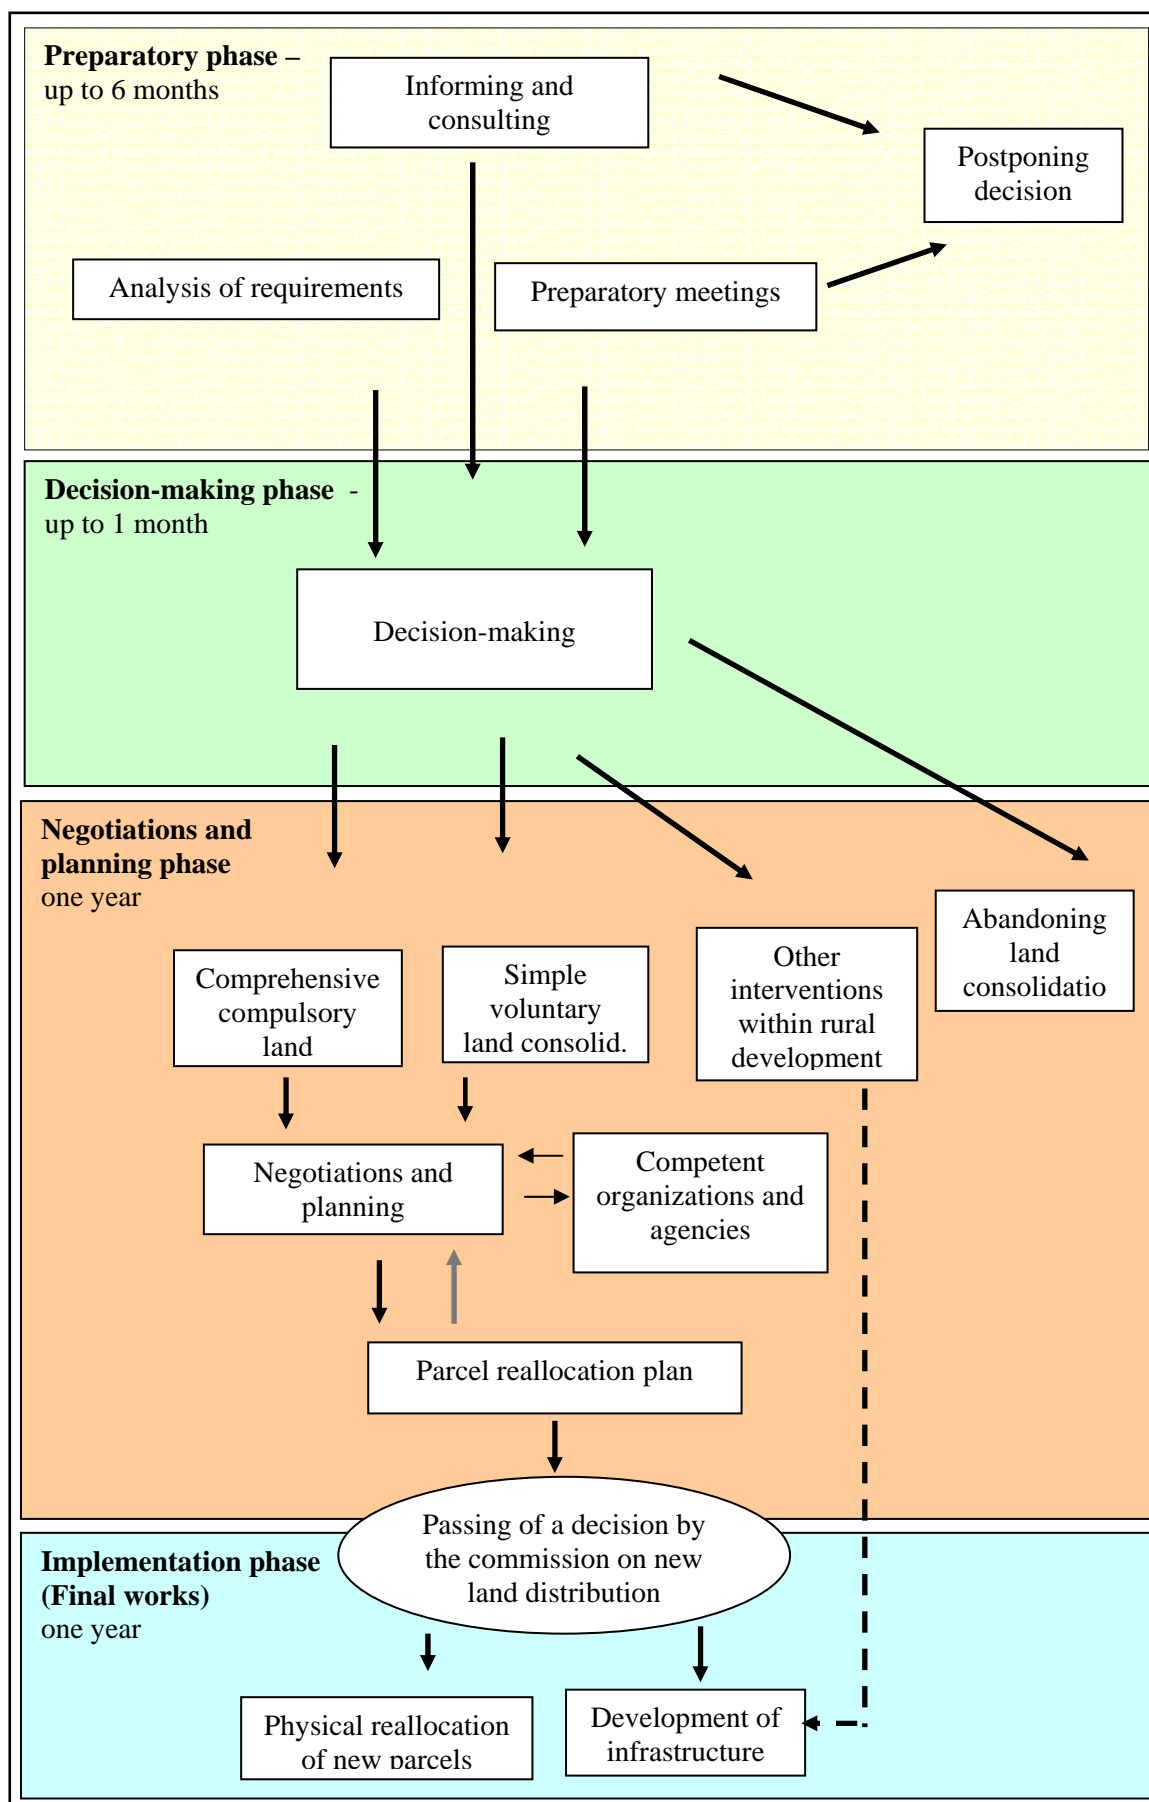 Preparatory phase –
up to 6 months
Informing and
consulting
Postponing
decision
Analysis of requirements
Preparatory meetings
Decision-making phase -
up to 1 month
Decision-making
Negotiations and
planning phase
one year
Comprehensive
compulsory
land
Simple
voluntary
land consolid.
Other
interventions
within rural
development
Abandoning
land
consolidatio
Negotiations and
planning
Competent
organizations and
agencies
Parcel reallocation plan
Passing of a decision by
the commission on new
land distribution
Implementation phase
(Final works)
one year
Physical reallocation
of new parcels
Development of
infrastructure